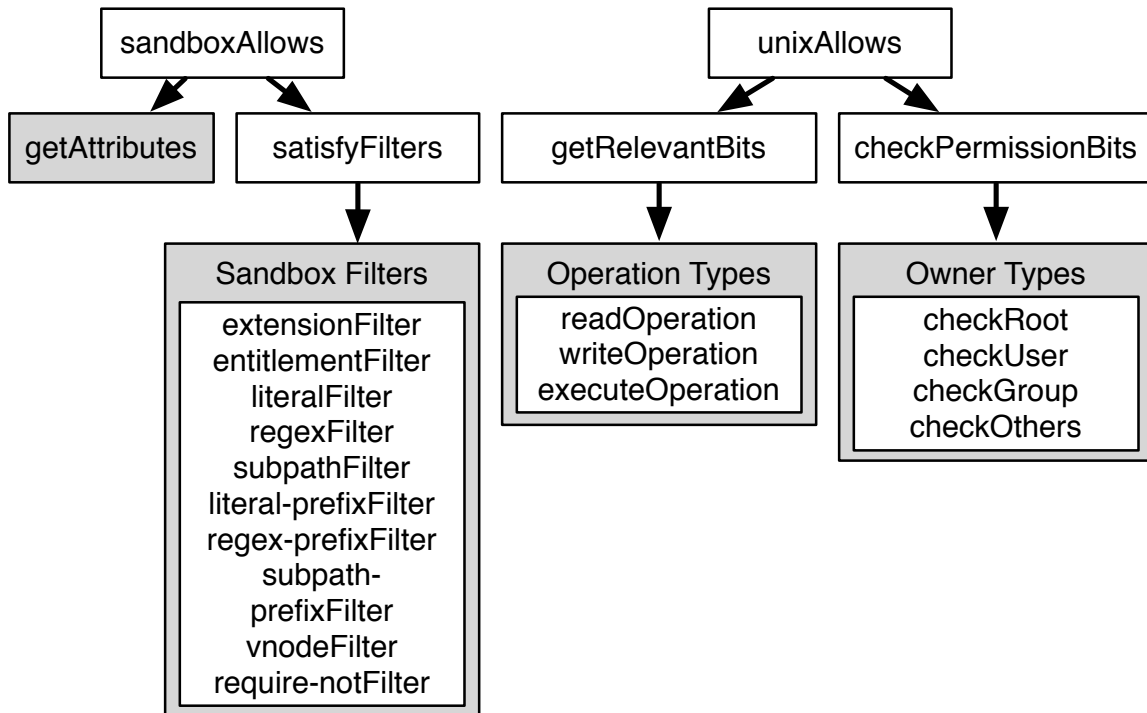 sandboxAllows
unixAllows
getAttributes
satisfyFilters
getRelevantBits
checkPermissionBits
Sandbox Filters
extensionFilter
entitlementFilter
literalFilter
regexFilter
subpathFilter
literal-prefixFilter
regex-prefixFilter
subpath-
prefixFilter
vnodeFilter
require-notFilter
Operation Types
readOperation
writeOperation
executeOperation
Owner Types
checkRoot
checkUser
checkGroup
checkOthers